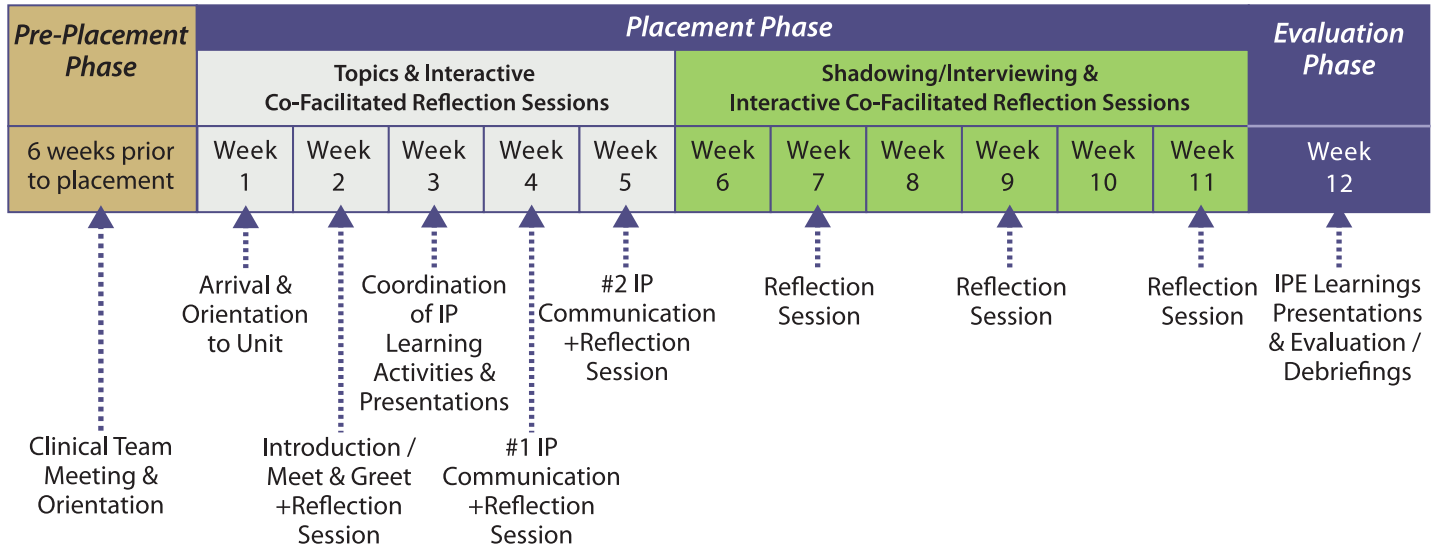 Pre-Placement
Phase
Placement Phase
Evaluation
Phase
Topics & Interactive
Co-Facilitated Reflection Sessions
Shadowing/Interviewing &
Interactive Co-Facilitated Reflection Sessions
6 weeks prior
to placement
Week
1
Week
2
Week
3
Week
4
Week
5
Week
6
Week
7
Week
8
Week
9
Week
10
Week
11
Week
12
Clinical Team
Meeting &
Orientation
Arrival &
Orientation
to Unit
Introduction /
Meet & Greet
+Reflection
Session
Coordination
of IP
Learning
Activities &
Presentations
#1 IP
Communication
+Reflection
Session
#2 IP
Communication
+Reflection
Session
Reflection
Session
Reflection
Session
Reflection
Session
IPE Learnings
Presentations
& Evaluation /
Debriefings